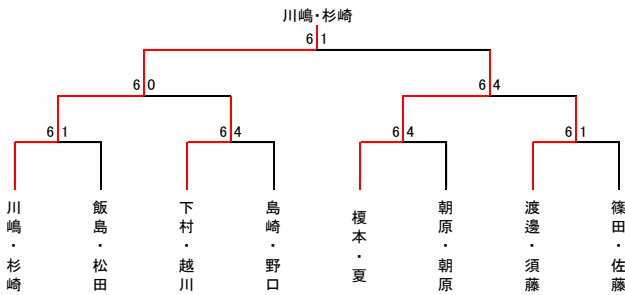 川嶋・杉崎
6 1
6 0
6 4
6 1
6 4
6 4
6 1
川嶋・杉崎
飯島・松田
下村・越川
島崎・野口
榎本・夏
朝原・朝原
渡邊・須藤
篠田・佐藤